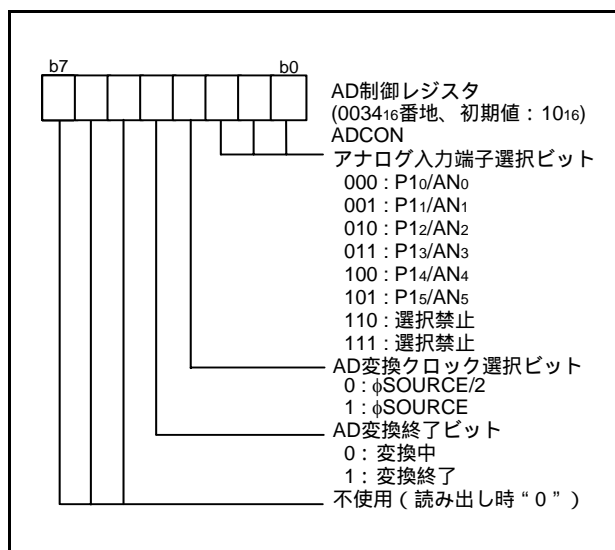 b7 b0
AD制御レジスタ
(0034₁₆番地、初期値：10₁₆)
ADCON
アナログ入力端子選択ビット
000 : P1₀/AN₀
001 : P1₁/AN₁
010 : P1₂/AN₂
011 : P1₃/AN₃
100 : P1₄/AN₄
101 : P1₅/AN₅
110 : 選択禁止
111 : 選択禁止
AD変換クロック選択ビット
0 : φSOURCE/2
1 : φSOURCE
AD変換終了ビット
0：変換中
1：変換終了
不使用（読み出し時“0”）